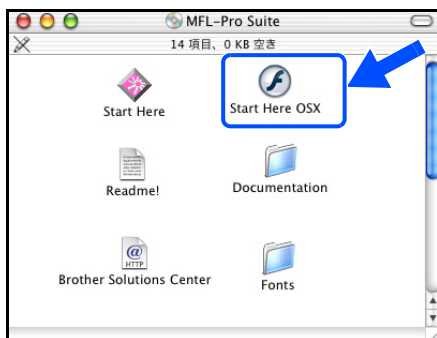 MFL-Pro Suite
14 項目、0 KB 空き
Start Here
Start Here OSX
Readme!
Documentation
@
HTTP
Brother Solutions Center
Fonts